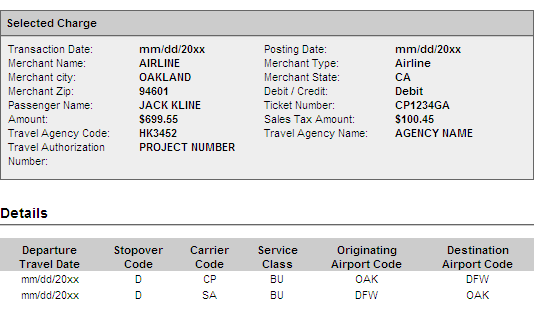 Selected Charge
Transaction Date: mm/dd/20xx Posting Date: mm/dd/20xx
Merchant Name: AIRLINE Merchant Type: Airline
Merchant city: OAKLAND Merchant State: CA
Merchant Zip: 94601 Debit / Credit: Debit
Passenger Name: JACK KLINE Ticket Number: CP1234GA
Amount: $699.55 Sales Tax Amount: $100.45
Travel Agency Code: HK3452 Travel Agency Name: AGENCY NAME
Travel Authorization PROJECT NUMBER
Number:
Details
Departure Stopover Carrier Service Originating Destination
Travel Date Code Code Class Airport Code Airport Code
mm/dd/20xx D CP BU OAK DFW
mm/dd/20xx D SA BU DFW OAK